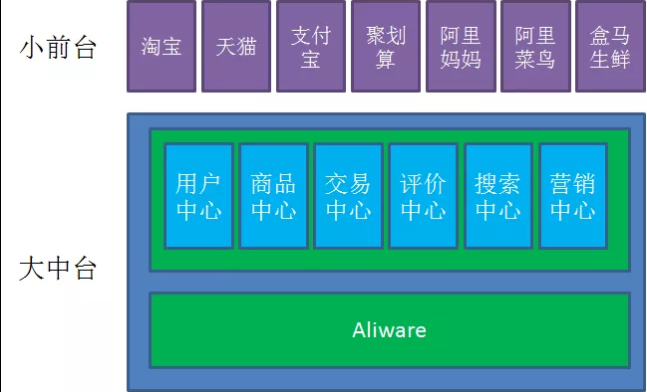 小前台
淘宝
天猫
支付
宝
聚划
算
阿里
妈妈
阿里
菜鸟
盒马
生鲜
大中台
用户
中心
商品
中心
交易
中心
评价
中心
搜索
中心
营销
中心
Aliware